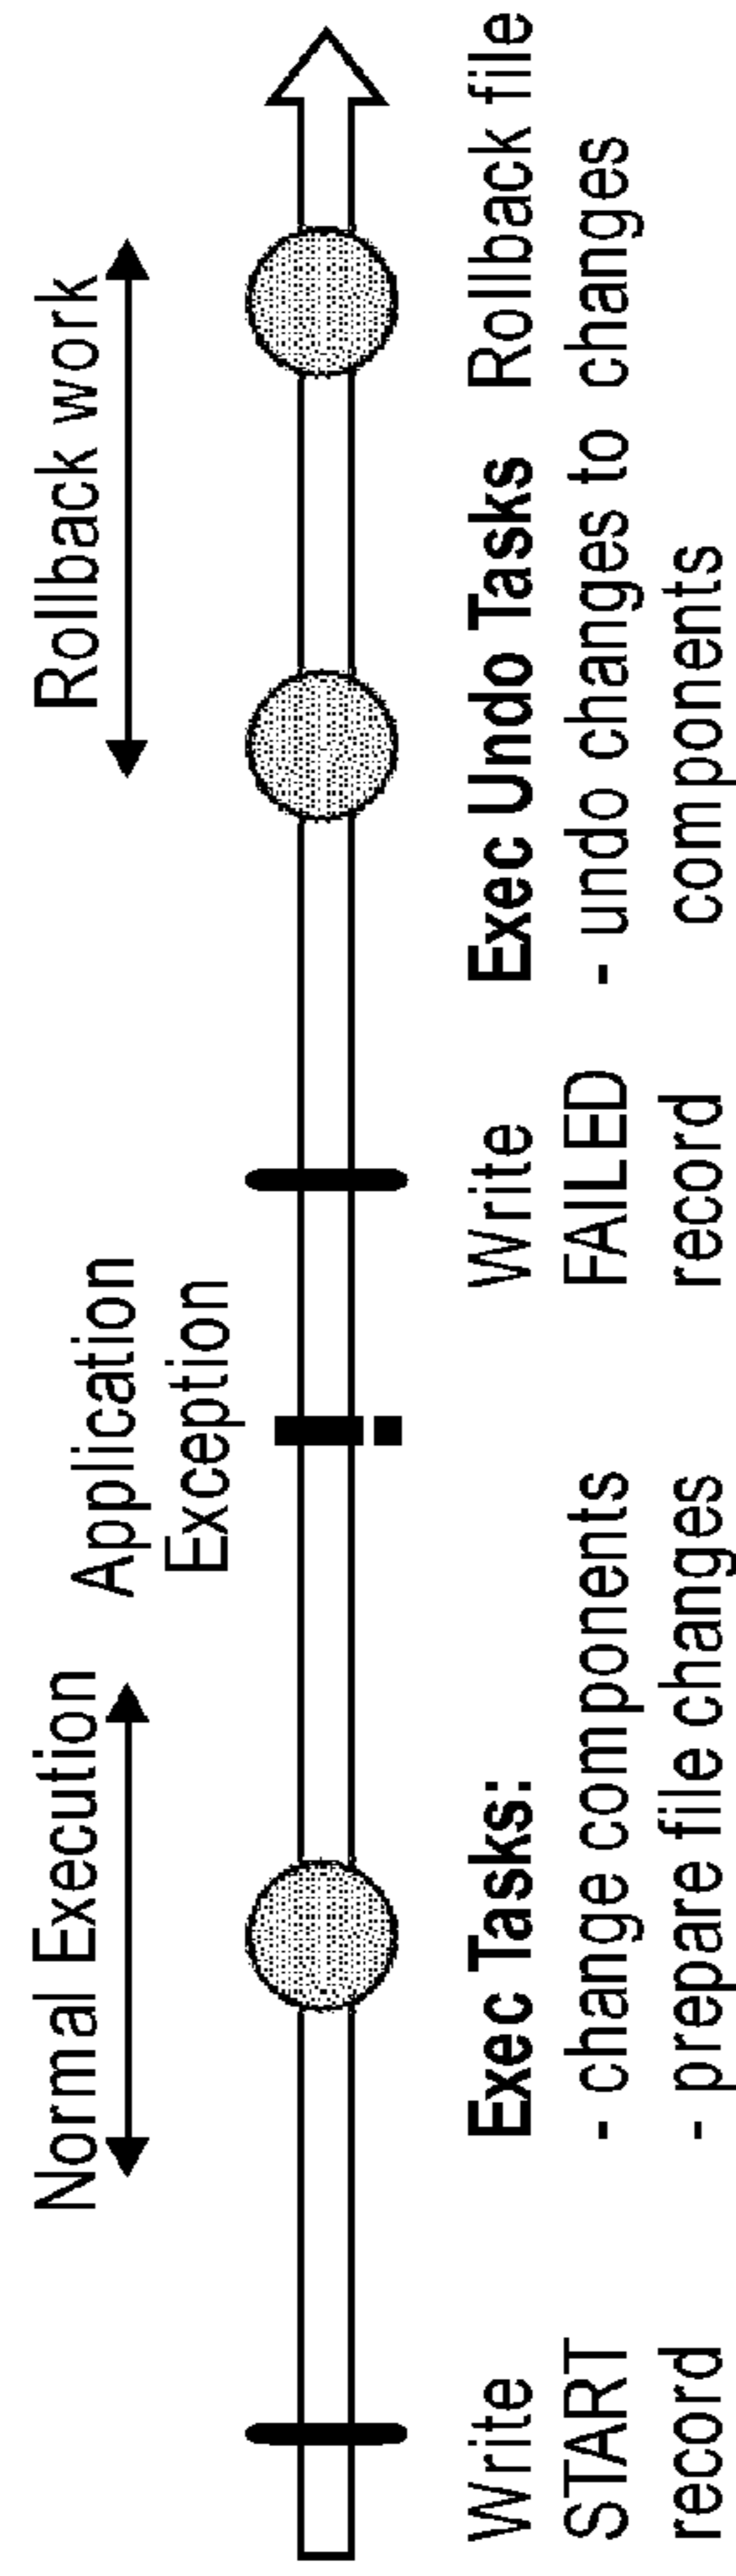 Normal Execution
Application
Exception
Rollback work
Write
START
record
Exec Tasks:
- change components
- prepare file changes
Write
FAILED
record
Exec Undo Tasks
- undo changes to
components
Rollback file
changes